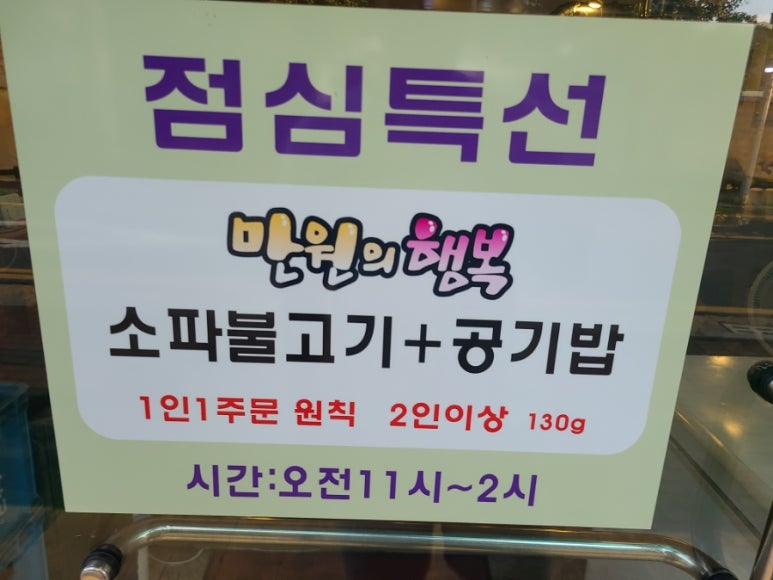 점심특선
만원의행복
소파불고기+공기밥
1인1주문 원칙 2인이상 130g
시간:오전11시~2시